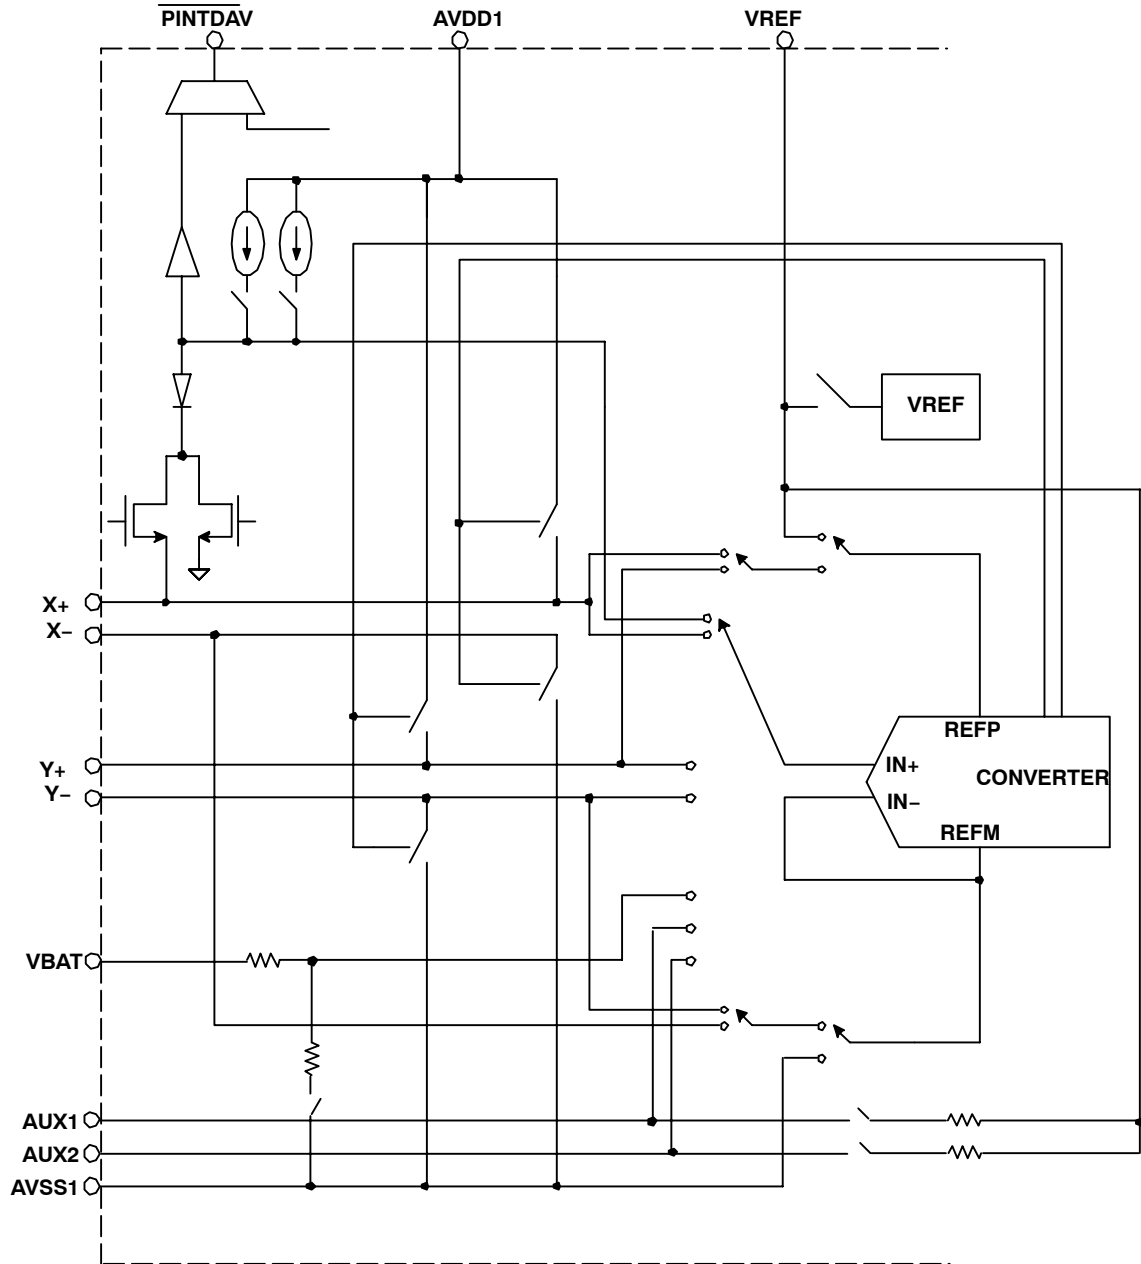 PINTDAV
AVDD1
VREF
VREF
X+
X−
REFP
Y+
IN+
CONVERTER
Y−
IN−
REFM
VBAT
AUX1
AUX2
AVSS1